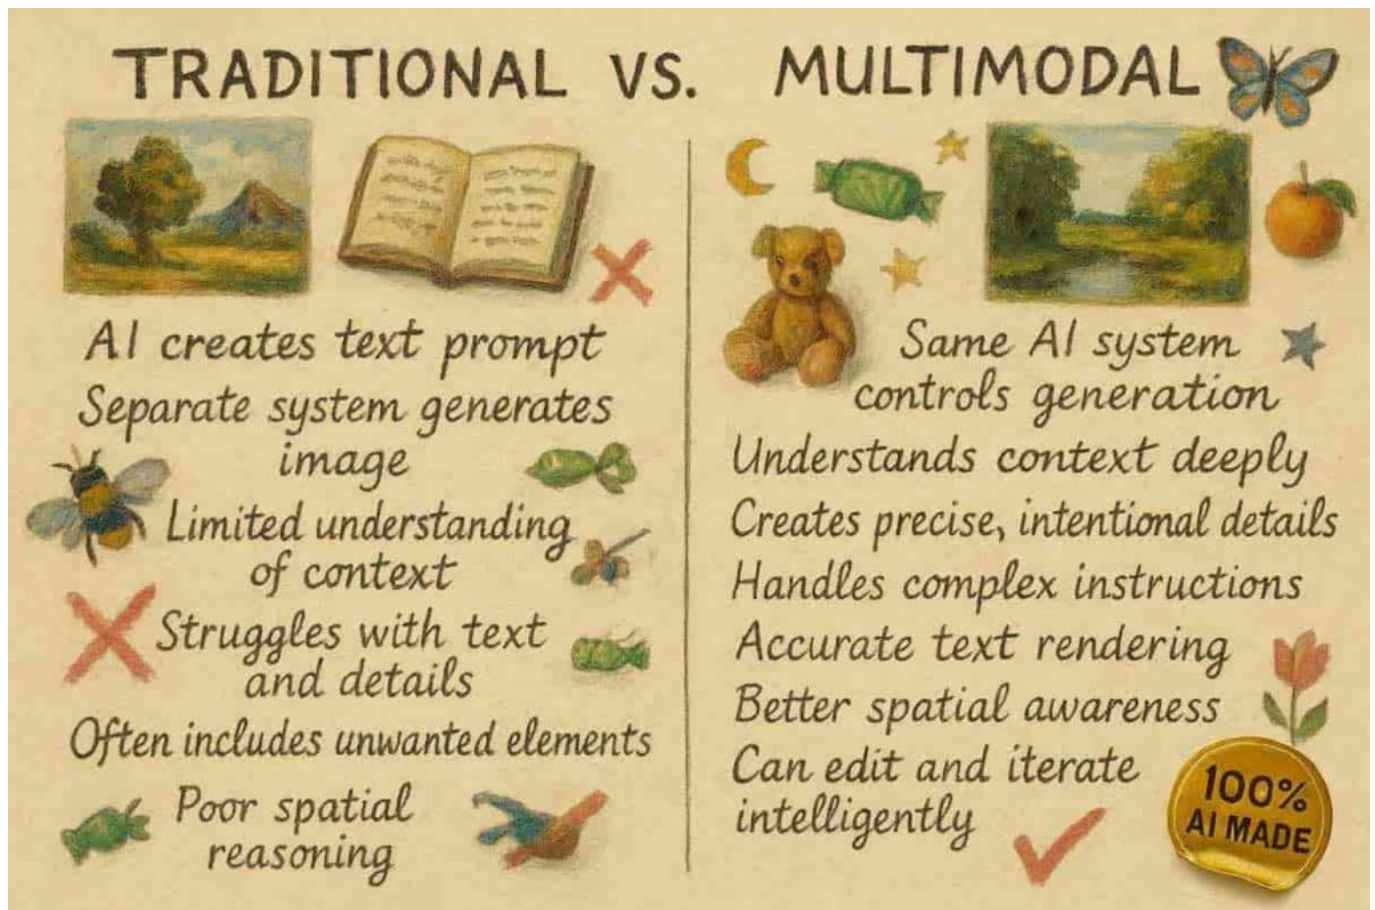 TRADITIONAL VS. MULTIMODAL
AI creates text prompt
Separate system generates
image
Limited understanding
of context
Struggles with text
and details
Often includes unwanted elements
Poor spatial
reasoning
Same AI system
controls generation
Understands context deeply
Creates precise, intentional details
Handles complex instructions
Accurate text rendering
Better spatial awareness
Can edit and iterate
intelligently
100%
AI MADE